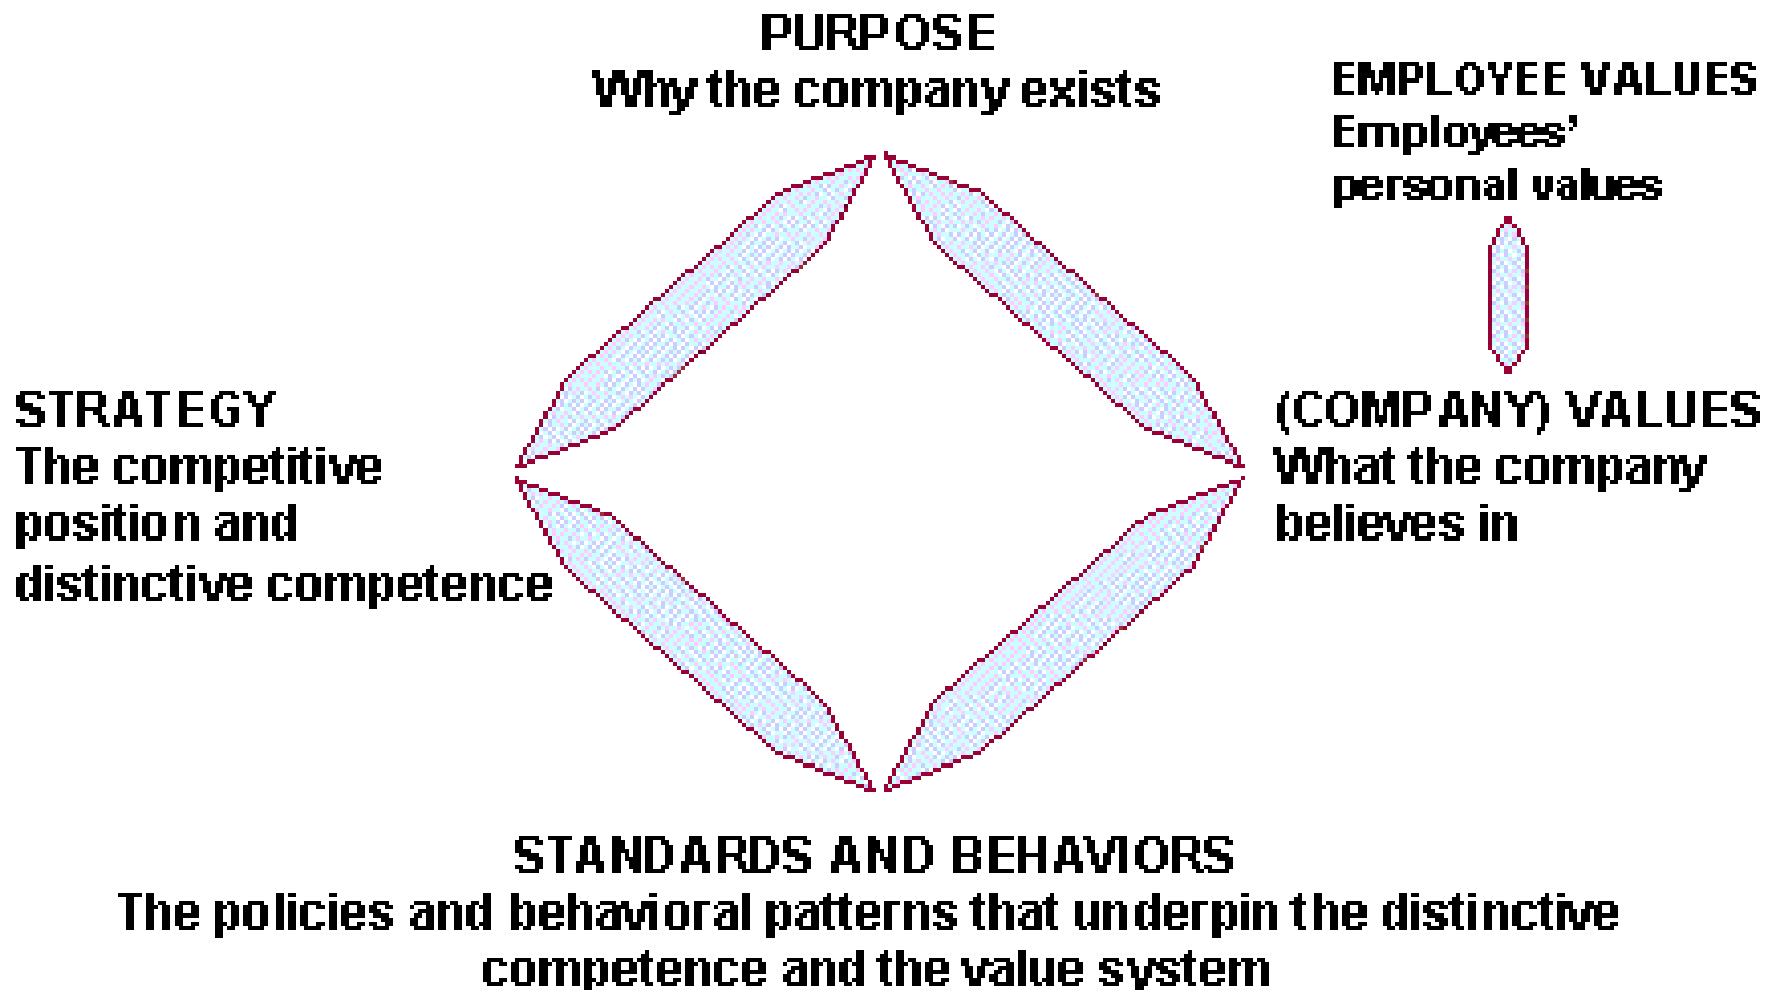 PURPOSE
Why the company exists
EMPLOYEE VALUES
Employees’
personal values
STRATEGY
The competitive
position and
distinctive competence
(COMPANY) VALUES
What the company
believes in
STANDARDS AND BEHAVIORS
The policies and behavioral patterns that underpin the distinctive
competence and the value system